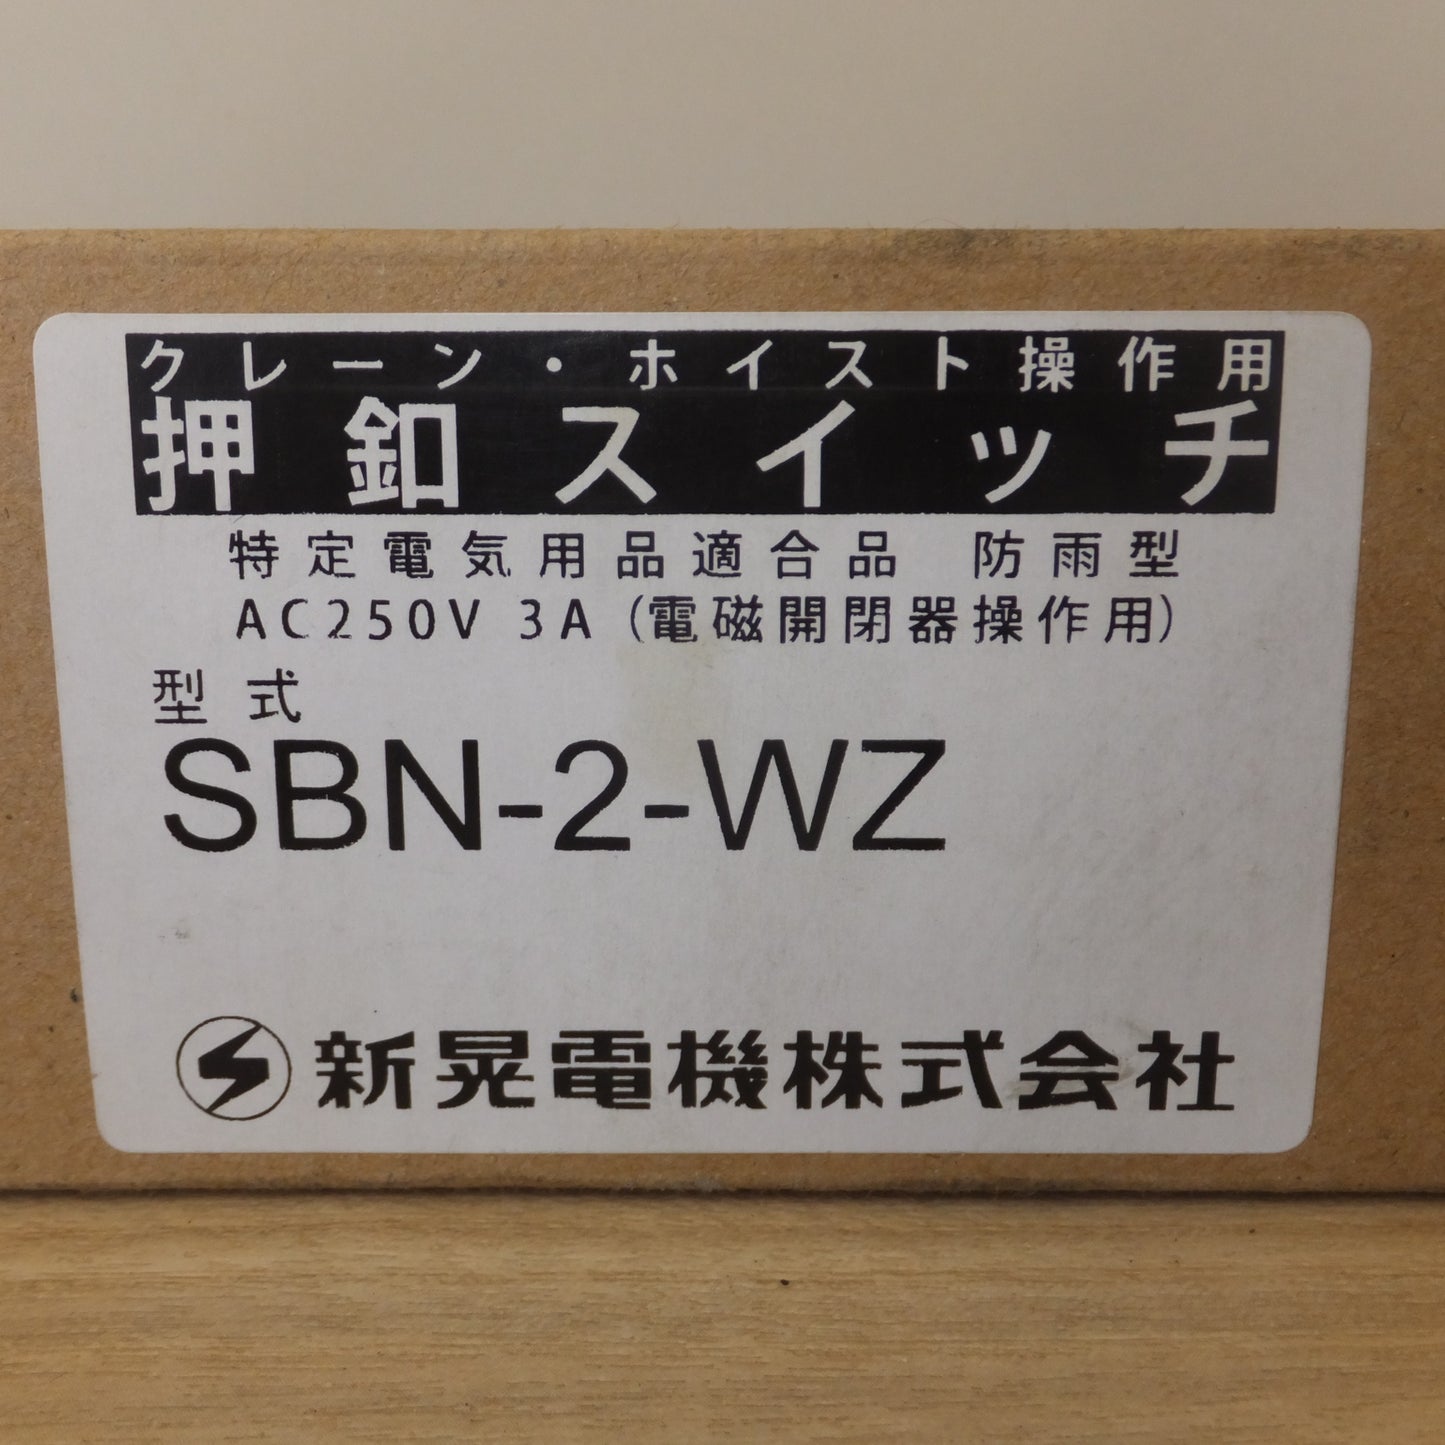 クレーン・ホイスト操作用
押釦スイッチ
特定電気用品適合品 防雨型
AC250V 3A (電磁開閉器操作用)
型式
SBN-2-WZ
新晃電機株式会社